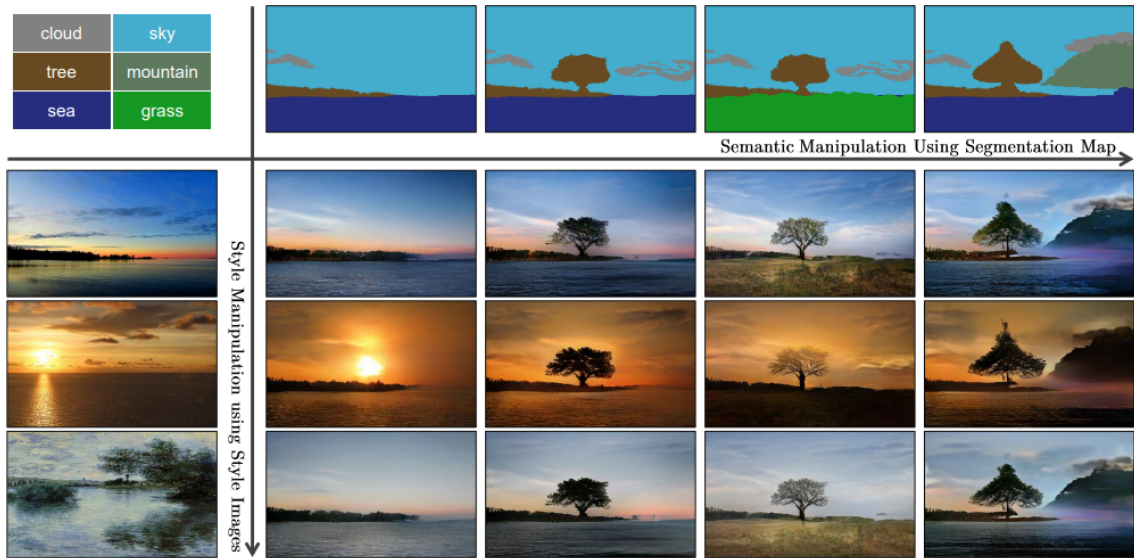 cloud sky
tree mountain
sea grass
Semantic Manipulation Using Segmentation Map
Style Manipulation using Style Images